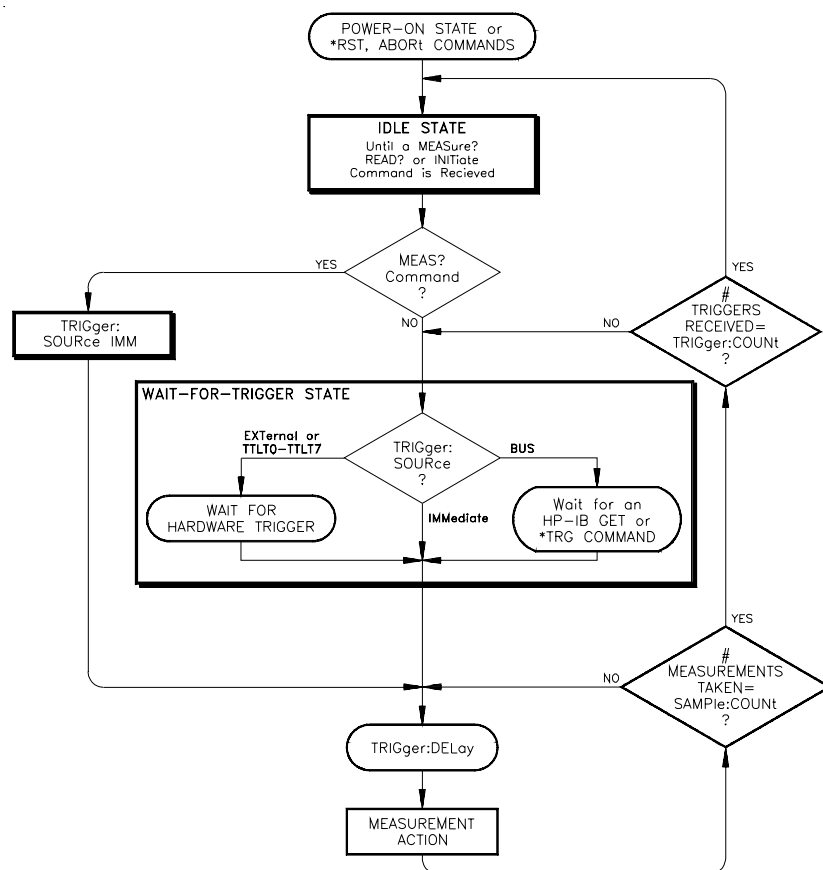 POWER-ON STATE or
*RST, ABORt COMMANDS
IDLE STATE
Until a MEASure?
READ? or INITiate
Command is Recieved
MEAS?
Command
?
YES
NO
TRIGger:
SOURce IMM
YES
NO
#
TRIGGERS
RECEIVED=
TRIGger:COUNt
?
WAIT-FOR-TRIGGER STATE
EXTernal or
TTLT0-TTLT7
TRIGger:
SOURce
?
BUS
WAIT FOR
HARDWARE TRIGGER
IMMediate
Wait for an
HP-IB GET or
*TRG COMMAND
YES
NO
#
MEASUREMENTS
TAKEN=
SAMPle:COUNt
?
TRIGger:DELay
MEASUREMENT
ACTION